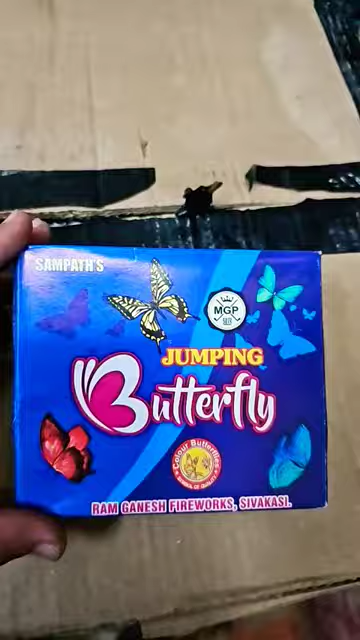 SAMPATH'S
MGP
JUMPING
Butterfly
Colour Butterflies
RAM GANESH FIREWORKS, SIVAKASI.